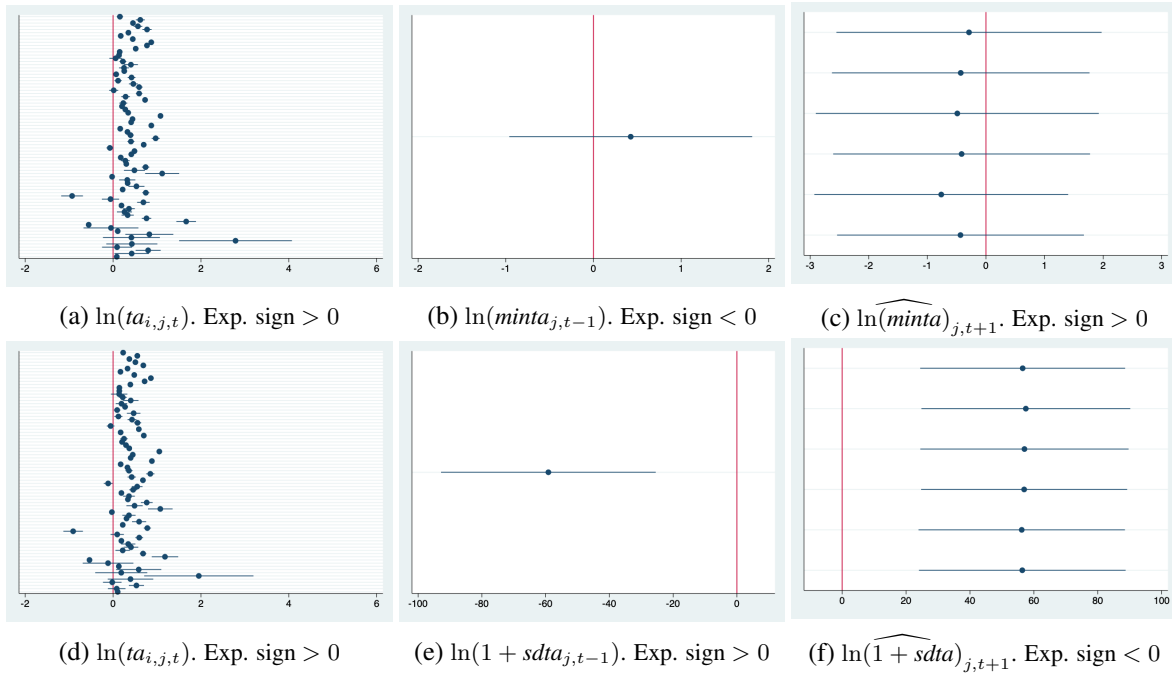 -2 0 2 4 6
-2 -1 0 1 2
-3 -2 -1 0 1 2 3
(a) ln(ta_{i,j,t}). Exp. sign > 0
(b) ln(minta_{j,t−1}). Exp. sign < 0
(c) \widehat{ln(minta)}_{j,t+1}. Exp. sign > 0
-2 0 2 4 6
-100 -80 -60 -40 -20 0
0 20 40 60 80 100
(d) ln(ta_{i,j,t}). Exp. sign > 0
(e) ln(1 + sdta_{j,t−1}). Exp. sign > 0
(f) \widehat{ln(1 + sdta)}_{j,t+1}. Exp. sign < 0